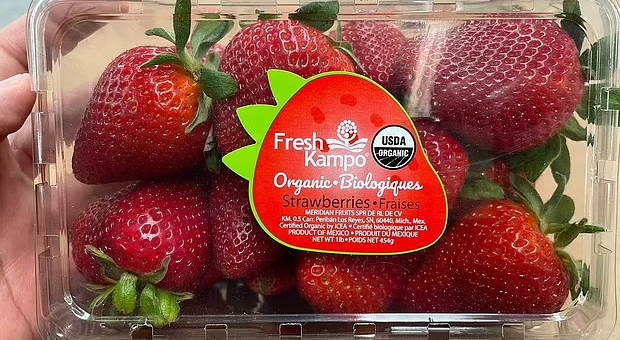 Fresh
Kampo
USDA
ORGANIC
Organic • Biologiques
Strawberries • Fraises
MERIDIAN FRUITS SPR DE RL DE CV
KM. 0.5 Carr. Peribán Los Reyes, SN, 60440, Mich., Mex.
Certified Organic by ICEA • Certifié biologique par ICEA
PRODUCT OF MEXICO • PRODUIT DU MEXIQUE
NET WT 1lb • POIDS NET 454g